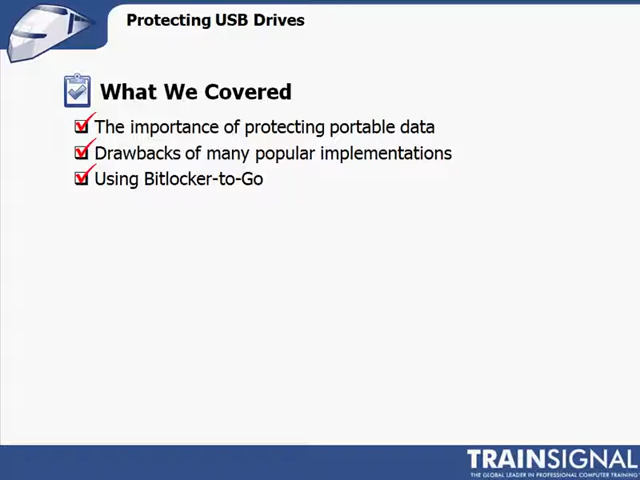 Protecting USB Drives
What We Covered
The importance of protecting portable data
Drawbacks of many popular implementations
Using Bitlocker-to-Go
TRAINSIGNAL
THE GLOBAL LEADER IN PROFESSIONAL COMPUTER TRAINING